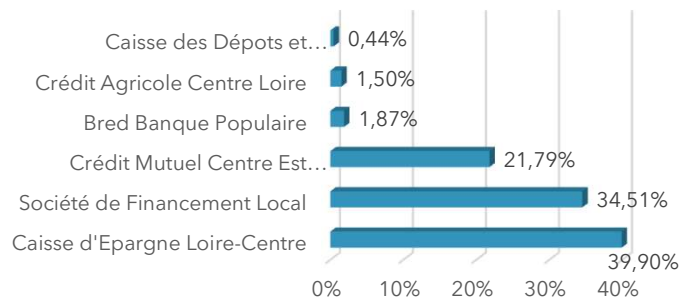 Caisse des Dépots et… 0,44%
Crédit Agricole Centre Loire 1,50%
Bred Banque Populaire 1,87%
Crédit Mutuel Centre Est… 21,79%
Société de Financement Local 34,51%
Caisse d'Epargne Loire-Centre 39,90%
0% 10% 20% 30% 40%